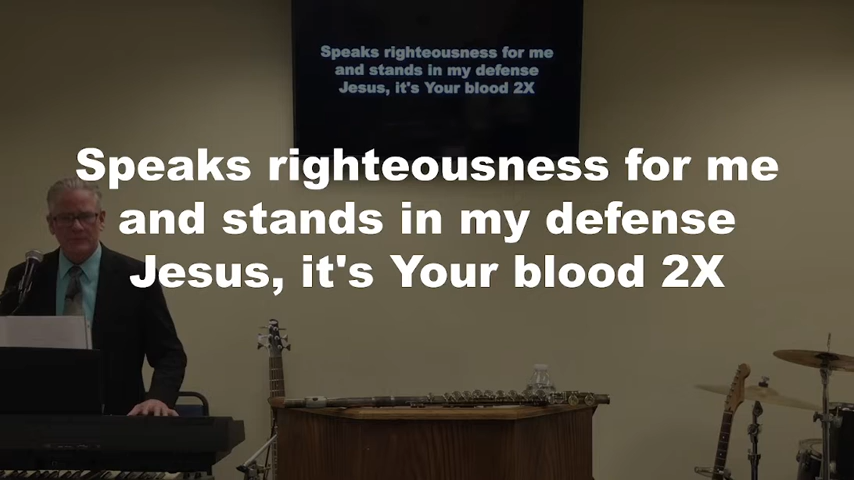 Speaks righteousness for me
and stands in my defense
Jesus, it's Your blood 2X
Speaks righteousness for me
and stands in my defense
Jesus, it's Your blood 2X